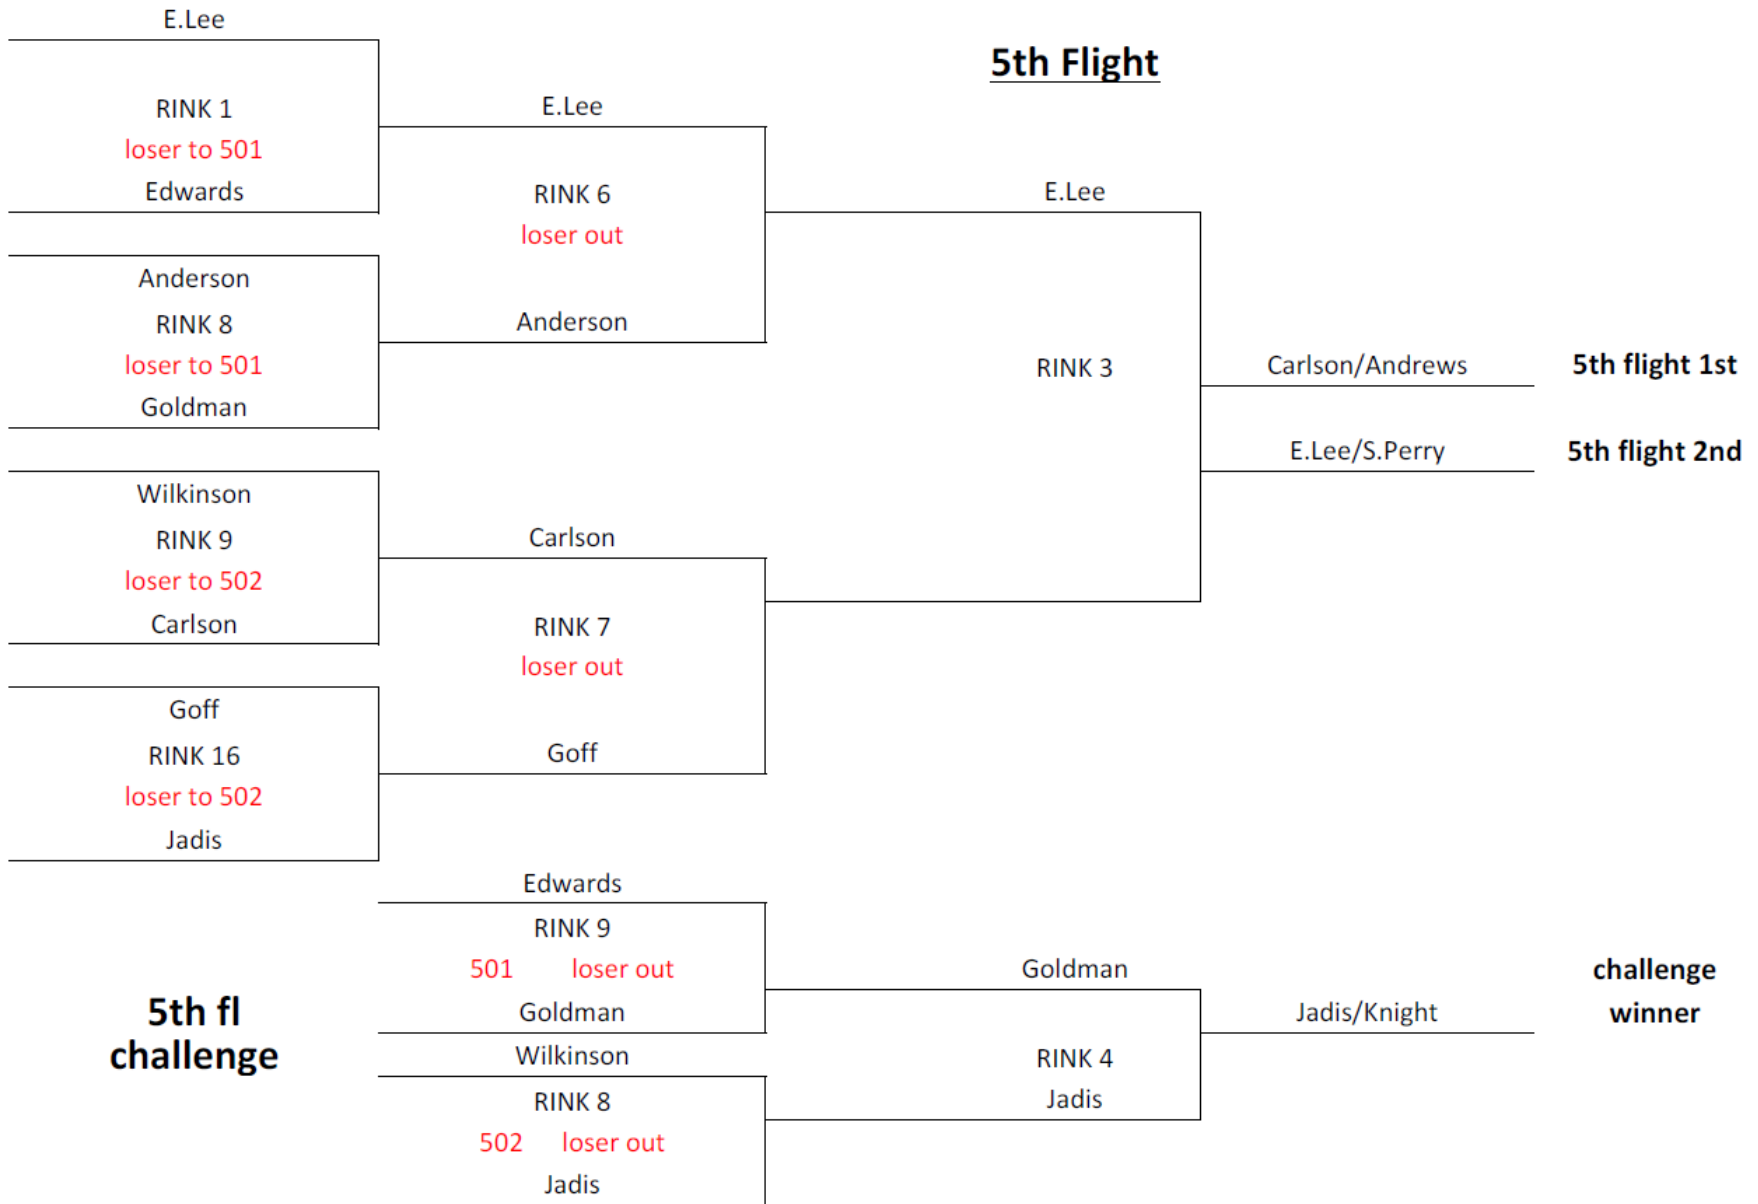 E.Lee
5th Flight
RINK 1
E.Lee
loser to 501
Edwards
RINK 6
E.Lee
loser out
Anderson
RINK 8
Anderson
loser to 501
RINK 3
Carlson/Andrews
5th flight 1st
Goldman
E.Lee/S.Perry
5th flight 2nd
Wilkinson
RINK 9
Carlson
loser to 502
Carlson
RINK 7
loser out
Goff
RINK 16
Goff
loser to 502
Jadis
Edwards
RINK 9
501 loser out
Goldman
challenge
5th fl
Goldman
Jadis/Knight
winner
challenge
Wilkinson
RINK 4
RINK 8
Jadis
502 loser out
Jadis